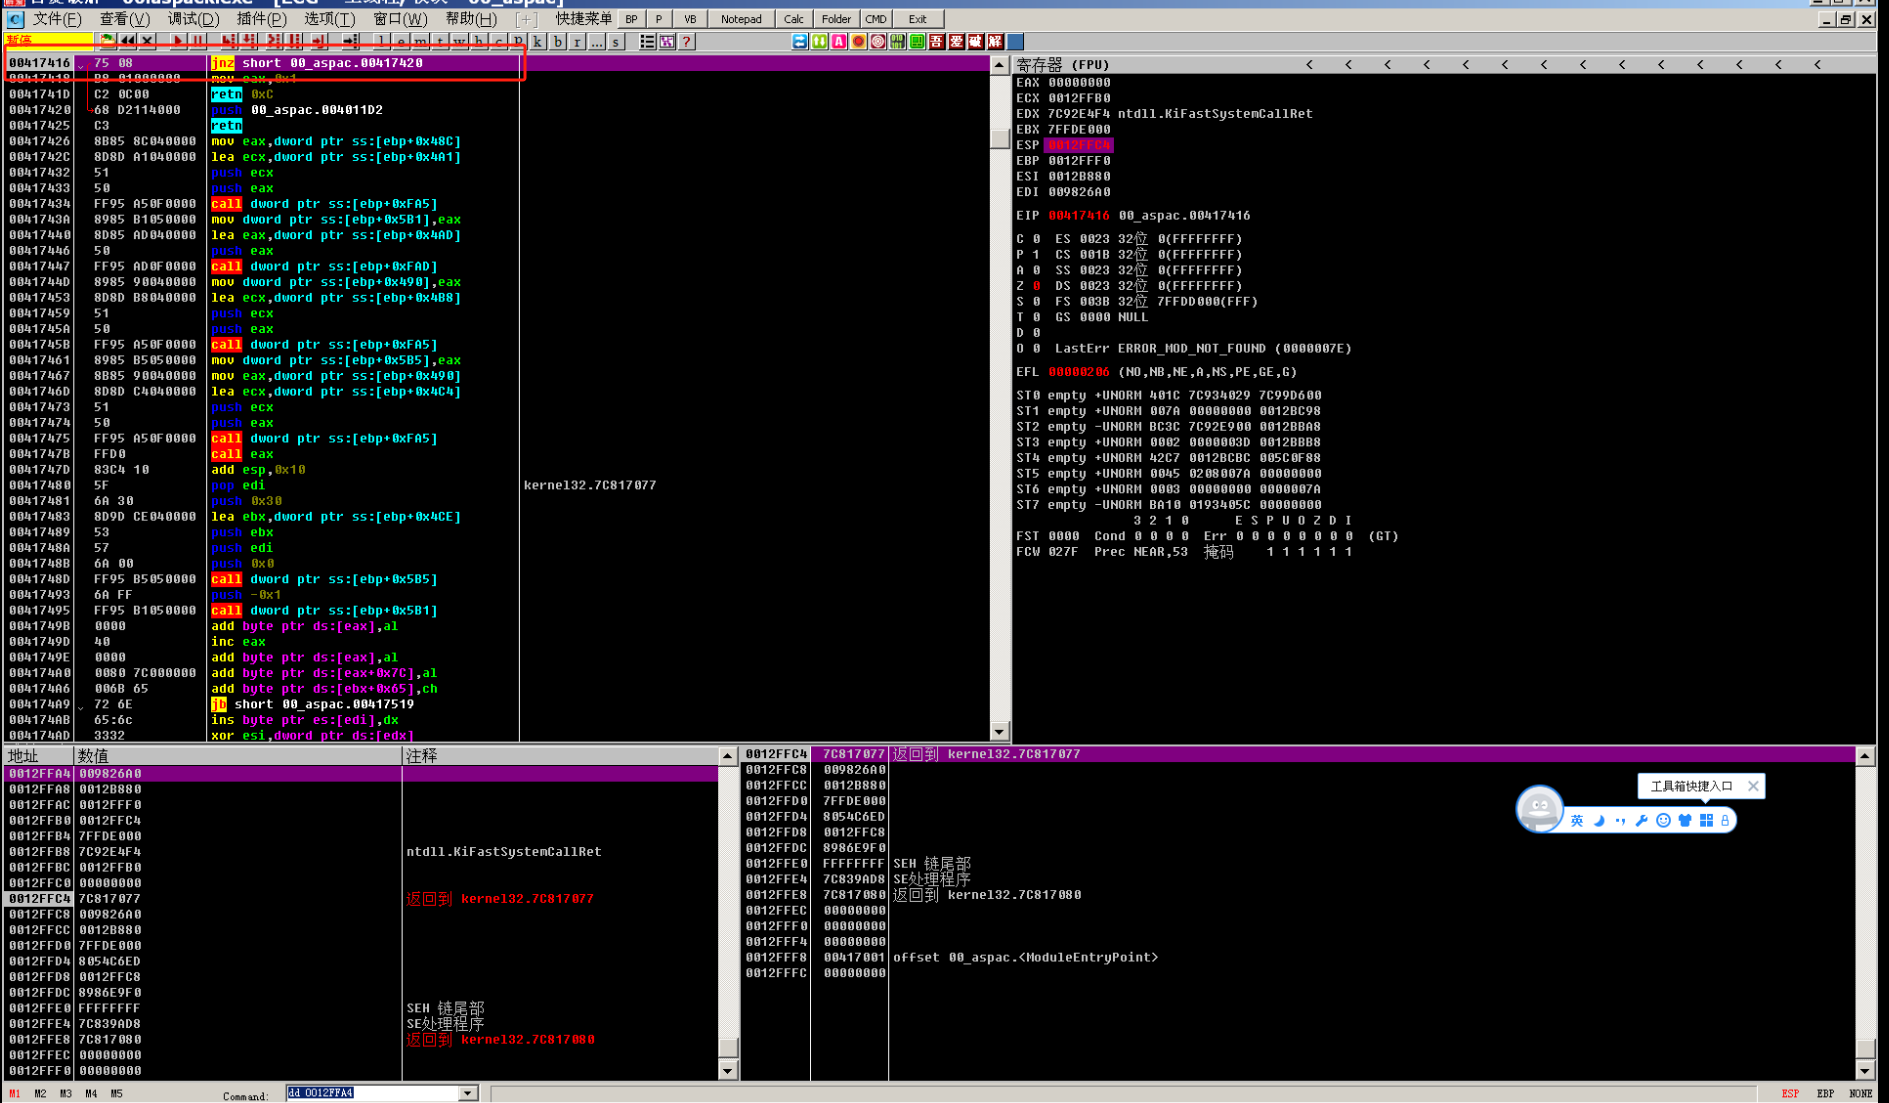 文件(F) 查看(V) 调试(D) 插件(P) 选项(T) 窗口(W) 帮助(H) [+] 快捷菜单 BP P VB Notepad Calc Folder CMD Exit
暂停 l e m t w h c P k b r ... s ? 吾 爱 破 解
00417416 75 08 jnz short 00_aspac.00417420
00417418 B8 01000000 mov eax,0x1
0041741D C2 0C00 retn 0xC
00417420 68 D2114000 push 00_aspac.004011D2
00417425 C3 retn
00417426 8B85 8C040000 mov eax,dword ptr ss:[ebp+0x48C]
0041742C 8D8D A1040000 lea ecx,dword ptr ss:[ebp+0x4A1]
00417432 51 push ecx
00417433 50 push eax
00417434 FF95 A50F0000 call dword ptr ss:[ebp+0xFA5]
0041743A 8985 B1050000 mov dword ptr ss:[ebp+0x5B1],eax
00417440 8D85 AD040000 lea eax,dword ptr ss:[ebp+0x4AD]
00417446 50 push eax
00417447 FF95 AD0F0000 call dword ptr ss:[ebp+0xFAD]
0041744D 8985 90040000 mov dword ptr ss:[ebp+0x490],eax
00417453 8D8D B8040000 lea ecx,dword ptr ss:[ebp+0x4B8]
00417459 51 push ecx
0041745A 50 push eax
0041745B FF95 A50F0000 call dword ptr ss:[ebp+0xFA5]
00417461 8985 B5050000 mov dword ptr ss:[ebp+0x5B5],eax
00417467 8B85 90040000 mov eax,dword ptr ss:[ebp+0x490]
0041746D 8D8D C4040000 lea ecx,dword ptr ss:[ebp+0x4C4]
00417473 51 push ecx
00417474 50 push eax
00417475 FF95 A50F0000 call dword ptr ss:[ebp+0xFA5]
0041747B FFD0 call eax
0041747D 83C4 10 add esp,0x10
00417480 5F pop edi kernel32.7C817077
00417481 6A 30 push 0x30
00417483 8D9D CE040000 lea ebx,dword ptr ss:[ebp+0x4CE]
00417489 53 push ebx
0041748A 57 push edi
0041748B 6A 00 push 0x0
0041748D FF95 B5050000 call dword ptr ss:[ebp+0x5B5]
00417493 6A FF push -0x1
00417495 FF95 B1050000 call dword ptr ss:[ebp+0x5B1]
0041749B 0000 add byte ptr ds:[eax],al
0041749D 40 inc eax
0041749E 0000 add byte ptr ds:[eax],al
004174A0 0080 7C000000 add byte ptr ds:[eax+0x7C],al
004174A6 006B 65 add byte ptr ds:[ebx+0x65],ch
004174A9 72 6E jb short 00_aspac.00417519
004174AB 65:6c ins byte ptr es:[edi],dx
004174AD 3332 xor esi,dword ptr ds:[edx]
寄存器 (FPU) < < < < < < < < < < < < < <
EAX 00000000
ECX 0012FFB0
EDX 7C92E4F4 ntdll.KiFastSystemCallRet
EBX 7FFDE000
ESP 0012FFC4
EBP 0012FFF0
ESI 0012B880
EDI 009826A0
EIP 00417416 00_aspac.00417416
C 0 ES 0023 32位 0(FFFFFFFF)
P 1 CS 001B 32位 0(FFFFFFFF)
A 0 SS 0023 32位 0(FFFFFFFF)
Z 0 DS 0023 32位 0(FFFFFFFF)
S 0 FS 003B 32位 7FFDD000(FFF)
T 0 GS 0000 NULL
D 0
O 0 LastErr ERROR_MOD_NOT_FOUND (0000007E)
EFL 00000206 (NO,NB,NE,A,NS,PE,GE,G)
ST0 empty +UNORM 401C 7C934029 7C99D600
ST1 empty +UNORM 007A 00000000 0012BC98
ST2 empty -UNORM BC3C 7C92E900 0012BBA8
ST3 empty +UNORM 0002 0000003D 0012BBB8
ST4 empty +UNORM 42C7 0012BCBC 005C0F88
ST5 empty +UNORM 0045 0208007A 00000000
ST6 empty +UNORM 0003 00000000 0000007A
ST7 empty -UNORM BA10 0193405C 00000000
3 2 1 0 E S P U O Z D I
FST 0000 Cond 0 0 0 0 Err 0 0 0 0 0 0 0 0 (GT)
FCW 027F Prec NEAR,53 掩码 1 1 1 1 1 1
地址 数值 注释
0012FFA4 009826A0
0012FFA8 0012B880
0012FFAC 0012FFF0
0012FFB0 0012FFC4
0012FFB4 7FFDE000
0012FFB8 7C92E4F4 ntdll.KiFastSystemCallRet
0012FFBC 0012FFB0
0012FFC0 00000000
0012FFC4 7C817077 返回到 kernel32.7C817077
0012FFC8 009826A0
0012FFCC 0012B880
0012FFD0 7FFDE000
0012FFD4 8054C6ED
0012FFD8 0012FFC8
0012FFDC 8986E9F0
0012FFE0 FFFFFFFF SEH 链尾部
0012FFE4 7C839AD8 SE处理程序
0012FFE8 7C817080 返回到 kernel32.7C817080
0012FFEC 00000000
0012FFF0 00000000
0012FFC4 7C817077 返回到 kernel32.7C817077
0012FFC8 009826A0
0012FFCC 0012B880
0012FFD0 7FFDE000
0012FFD4 8054C6ED
0012FFD8 0012FFC8
0012FFDC 8986E9F0
0012FFE0 FFFFFFFF SEH 链尾部
0012FFE4 7C839AD8 SE处理程序
0012FFE8 7C817080 返回到 kernel32.7C817080
0012FFEC 00000000
0012FFF0 00000000
0012FFF4 00000000
0012FFF8 00417001 offset 00_aspac.<ModuleEntryPoint>
0012FFFC 00000000
工具箱快捷入口
英
M1 M2 M3 M4 M5 Command: dd 0012FFA4 ESP EBP NONE